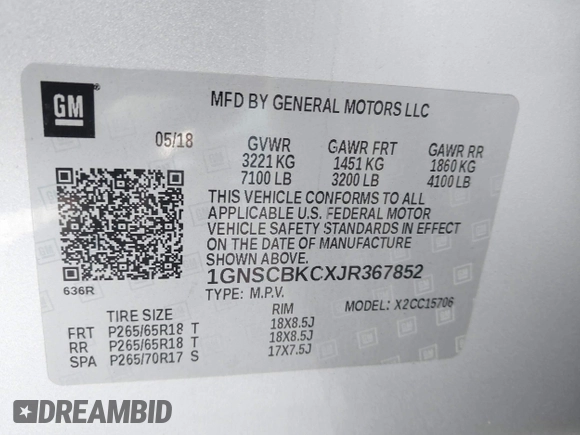 GM
MFD BY GENERAL MOTORS LLC
05/18 GVWR GAWR FRT GAWR RR
3221 KG 1451 KG 1860 KG
7100 LB 3200 LB 4100 LB
THIS VEHICLE CONFORMS TO ALL
APPLICABLE U.S. FEDERAL MOTOR
VEHICLE SAFETY STANDARDS IN EFFECT
ON THE DATE OF MANUFACTURE
SHOWN ABOVE.
1GNSCBKCXJR367852
636R
TYPE: M.P.V. MODEL: X2CC15706
TIRE SIZE RIM
FRT P265/65R18 T 18X8.5J
RR P265/65R18 T 18X8.5J
SPA P265/70R17 S 17X7.5J
DREAMBID